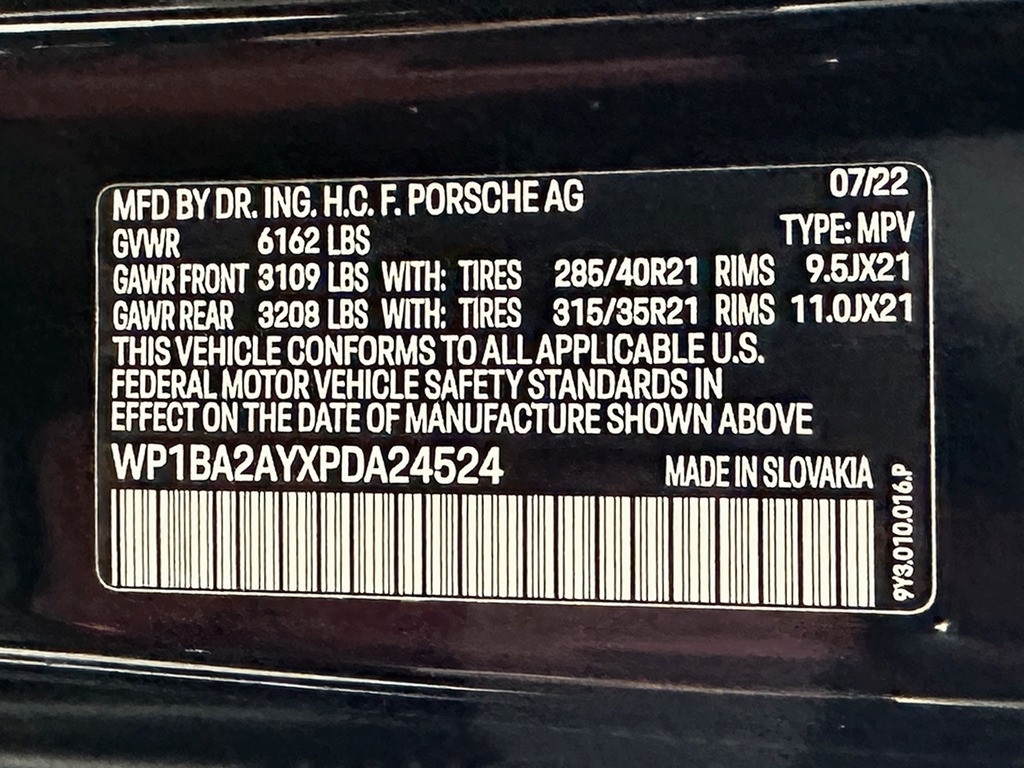 MFD BY DR. ING. H.C. F. PORSCHE AG 07/22
GVWR 6162 LBS TYPE: MPV
GAWR FRONT 3109 LBS WITH: TIRES 285/40R21 RIMS 9.5JX21
GAWR REAR 3208 LBS WITH: TIRES 315/35R21 RIMS 11.0JX21
THIS VEHICLE CONFORMS TO ALL APPLICABLE U.S.
FEDERAL MOTOR VEHICLE SAFETY STANDARDS IN
EFFECT ON THE DATE OF MANUFACTURE SHOWN ABOVE
WP1BA2AYXPDA24524 MADE IN SLOVAKIA
9Y3.010.016.P